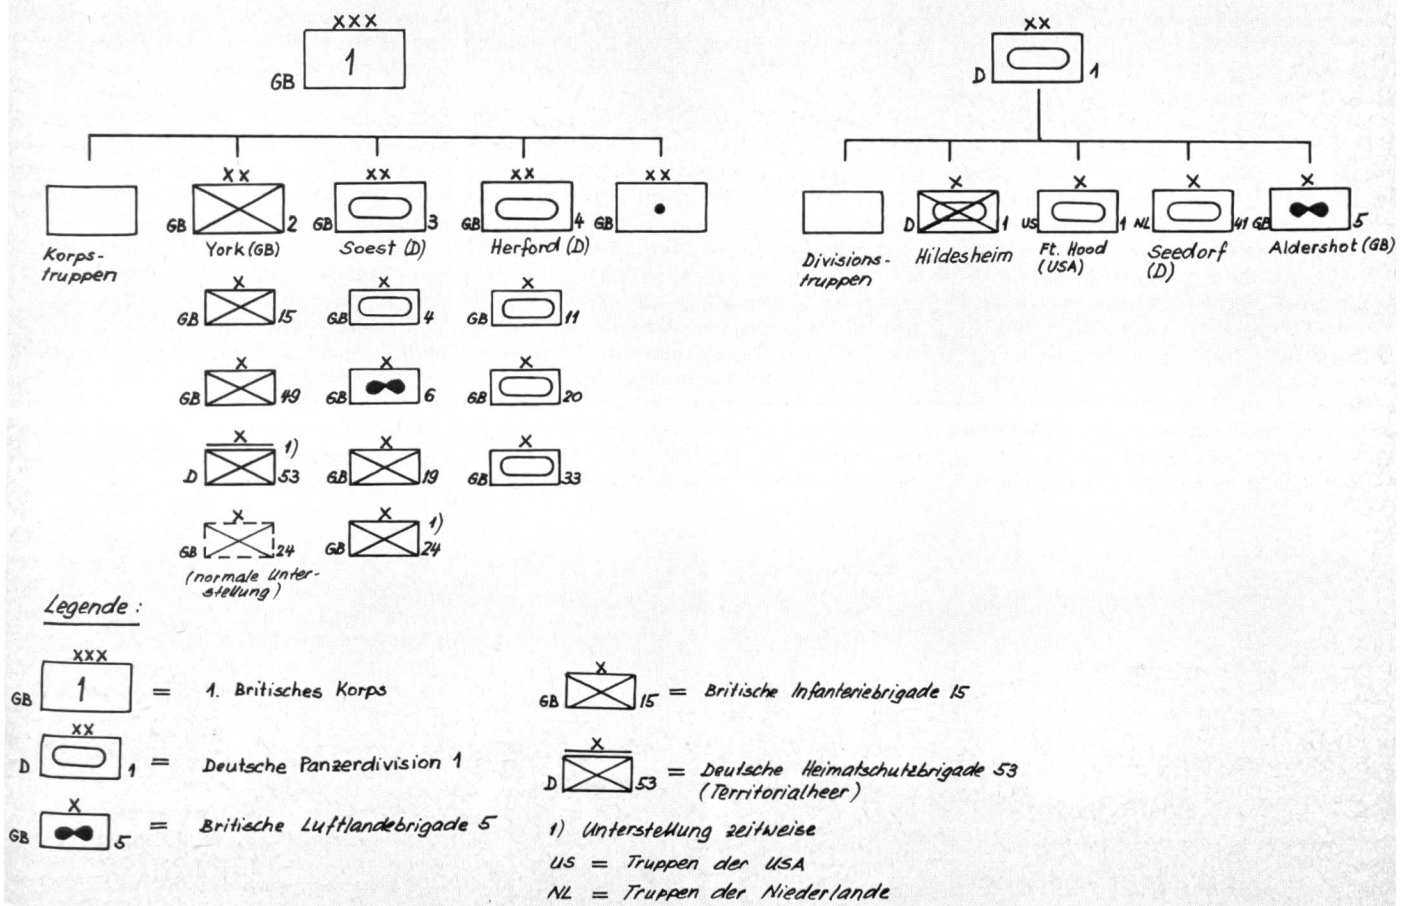 XXX
1
GB
XX
D 1
XX XX XX XX
GB 2 GB 3 GB 4 GB
Korps-
truppen
York (GB)
Soest (D)
Herford (D)
X X X X
D 1 US 1 NL 41 GB 5
Divisions-
truppen
Hildesheim
Ft. Hood
(USA)
Seedorf
(D)
Aldershot (GB)
X X X
GB 15 GB 4 GB 11
X X X
GB 49 GB 6 GB 20
X 1) X X
D 53 GB 19 GB 33
X X 1)
GB 24 GB 24
(normale Unter-
stellung)
Legende:
XXX
GB 1 = 1. Britisches Korps
XX
D 1 = Deutsche Panzerdivision 1
X
GB 5 = Britische Luftlandebrigade 5
X
GB 15 = Britische Infanteriebrigade 15
X
D 53 = Deutsche Heimatschutzbrigade 53
(Territorialheer)
1) Unterstellung zeitweise
US = Truppen der USA
NL = Truppen der Niederlande